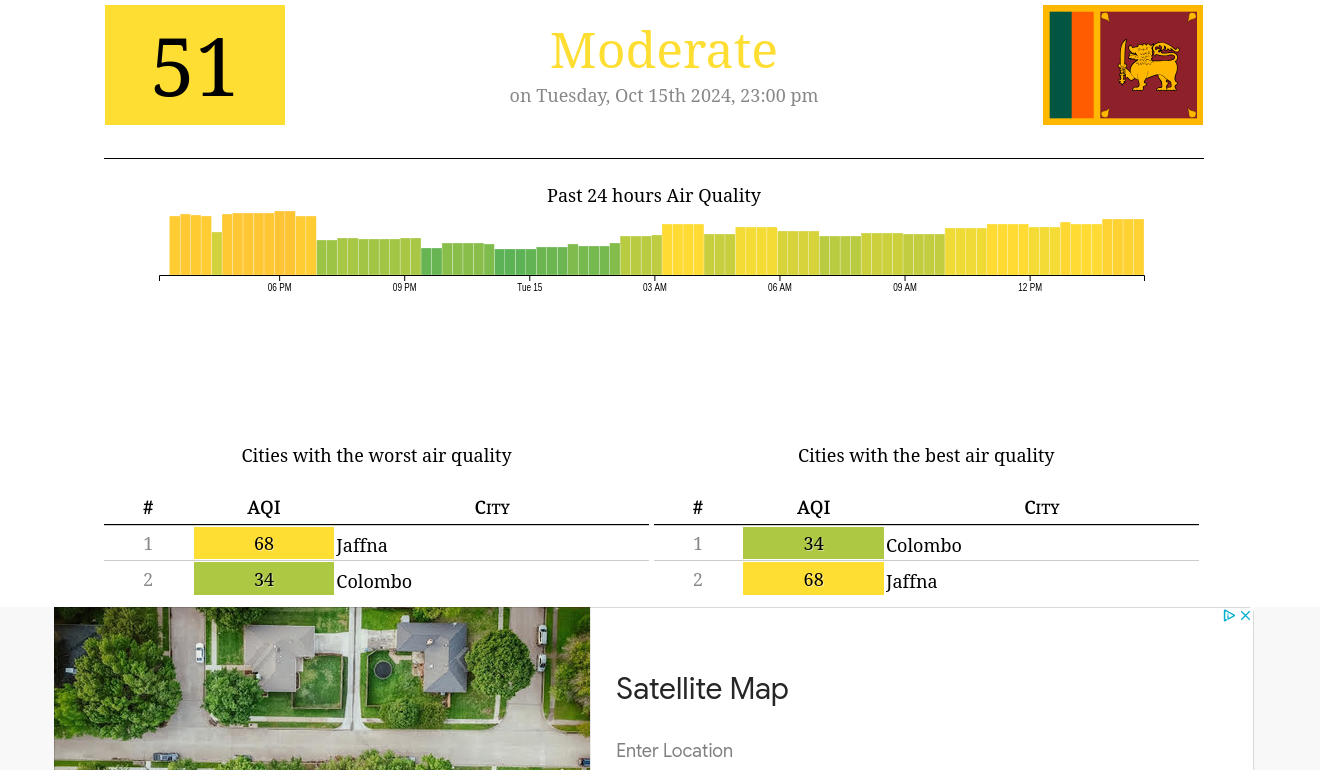 51
Moderate
on Tuesday, Oct 15th 2024, 23:00 pm
Past 24 hours Air Quality
06 PM 09 PM Tue 15 03 AM 06 AM 09 AM 12 PM
Cities with the worst air quality
# AQI City
1 68 Jaffna
2 34 Colombo
Cities with the best air quality
# AQI City
1 34 Colombo
2 68 Jaffna
Satellite Map
Enter Location